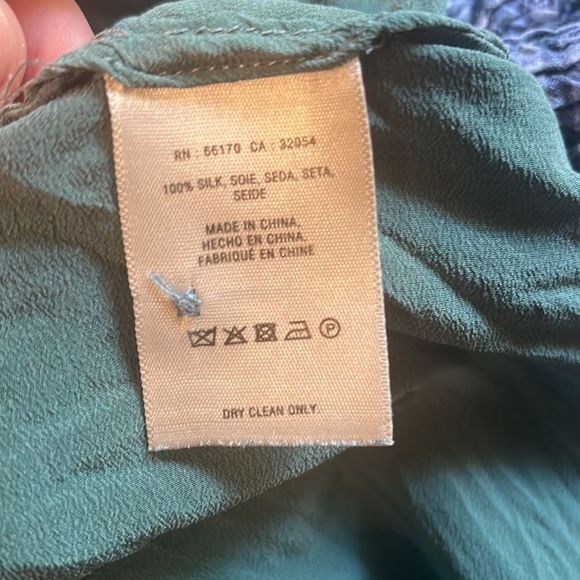 RN : 66170 CA : 32054
100% SILK, SOIE, SEDA, SETA,
SEIDE
MADE IN CHINA,
HECHO EN CHINA,
FABRIQUÉ EN CHINE
P
DRY CLEAN ONLY.